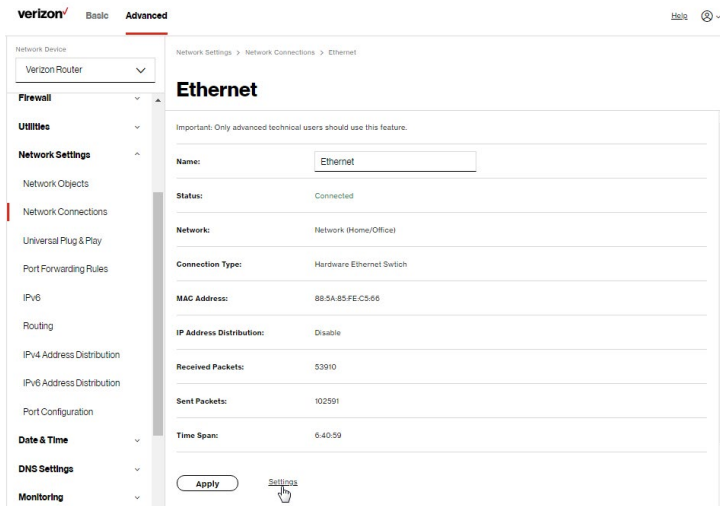 verizon✓ Basic Advanced Help
Network Device
Verizon Router
Firewall
Utilities
Network Settings
Network Objects
Network Connections
Universal Plug & Play
Port Forwarding Rules
IPv6
Routing
IPv4 Address Distribution
IPv6 Address Distribution
Port Configuration
Date & Time
DNS Settings
Monitoring
Network Settings > Network Connections > Ethernet
Ethernet
Important: Only advanced technical users should use this feature.
Name: Ethernet
Status: Connected
Network: Network (Home/Office)
Connection Type: Hardware Ethernet Swtich
MAC Address: 88:5A:85:FE:C5:66
IP Address Distribution: Disable
Received Packets: 53910
Sent Packets: 102591
Time Span: 6:40:59
Apply Settings